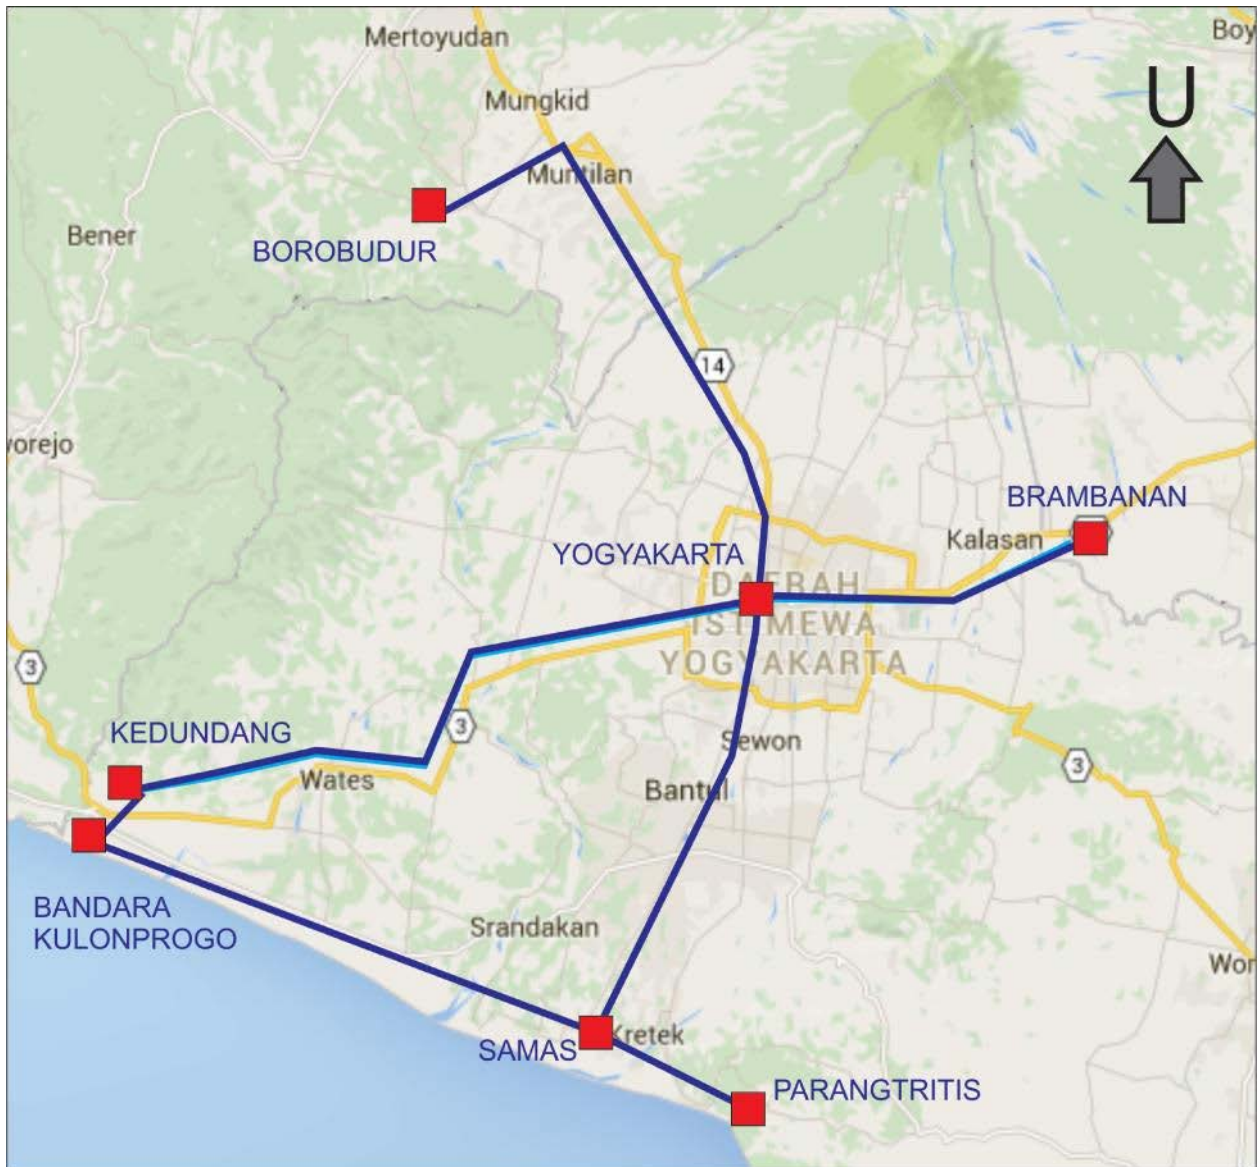 Boy
Mertoyudan
U
Mungkid
Muntilan
Bener
BOROBUDUR
14
vorejo
BRAMBANAN
Kalasan
YOGYAKARTA
DAERAH
ISTIMEWA
YOGYAKARTA
3
KEDUNDANG
3
Sewon
3
Wates
Bantul
BANDARA
KULONPROGO
Srandakan
Wor
SAMAS
Kretek
PARANGTRITIS